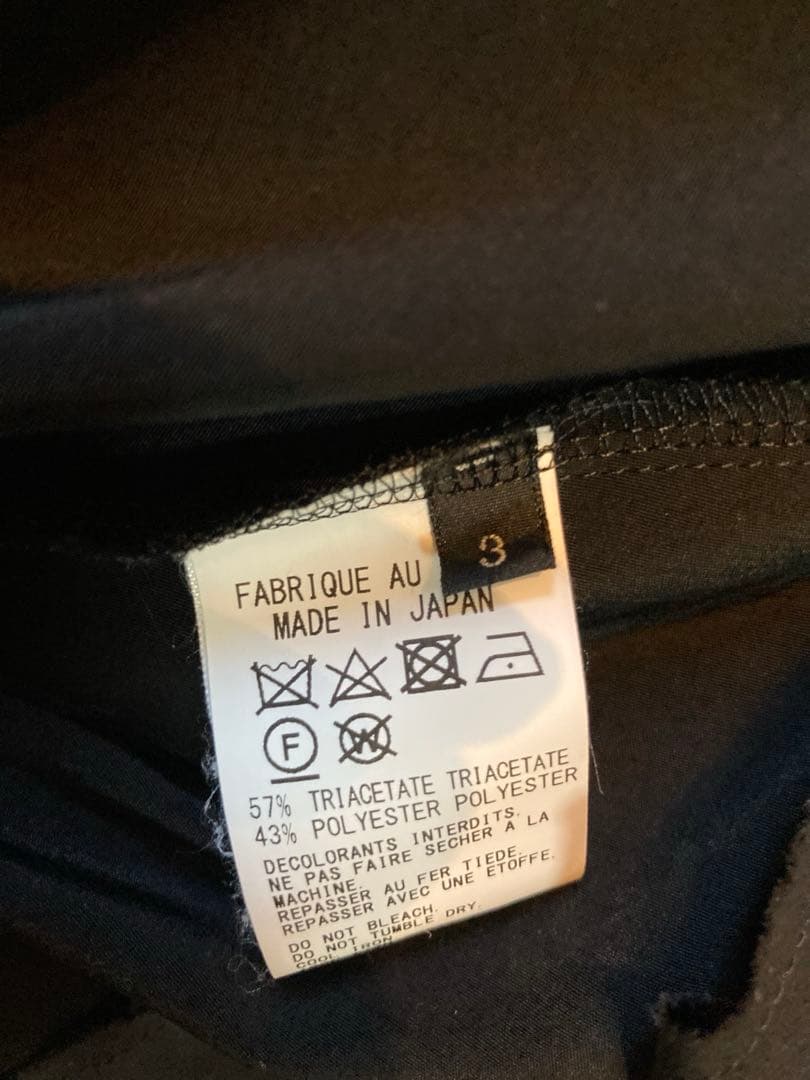 3
FABRIQUE AU
MADE IN JAPAN
F
W
57% TRIACETATE TRIACETATE
43% POLYESTER POLYESTER
DECOLORANTS INTERDITS.
NE PAS FAIRE SECHER A LA
MACHINE.
REPASSER AU FER TIEDE.
REPASSER AVEC UNE ETOFFE.
DO NOT BLEACH.
DO NOT TUMBLE DRY.
COOL IRON